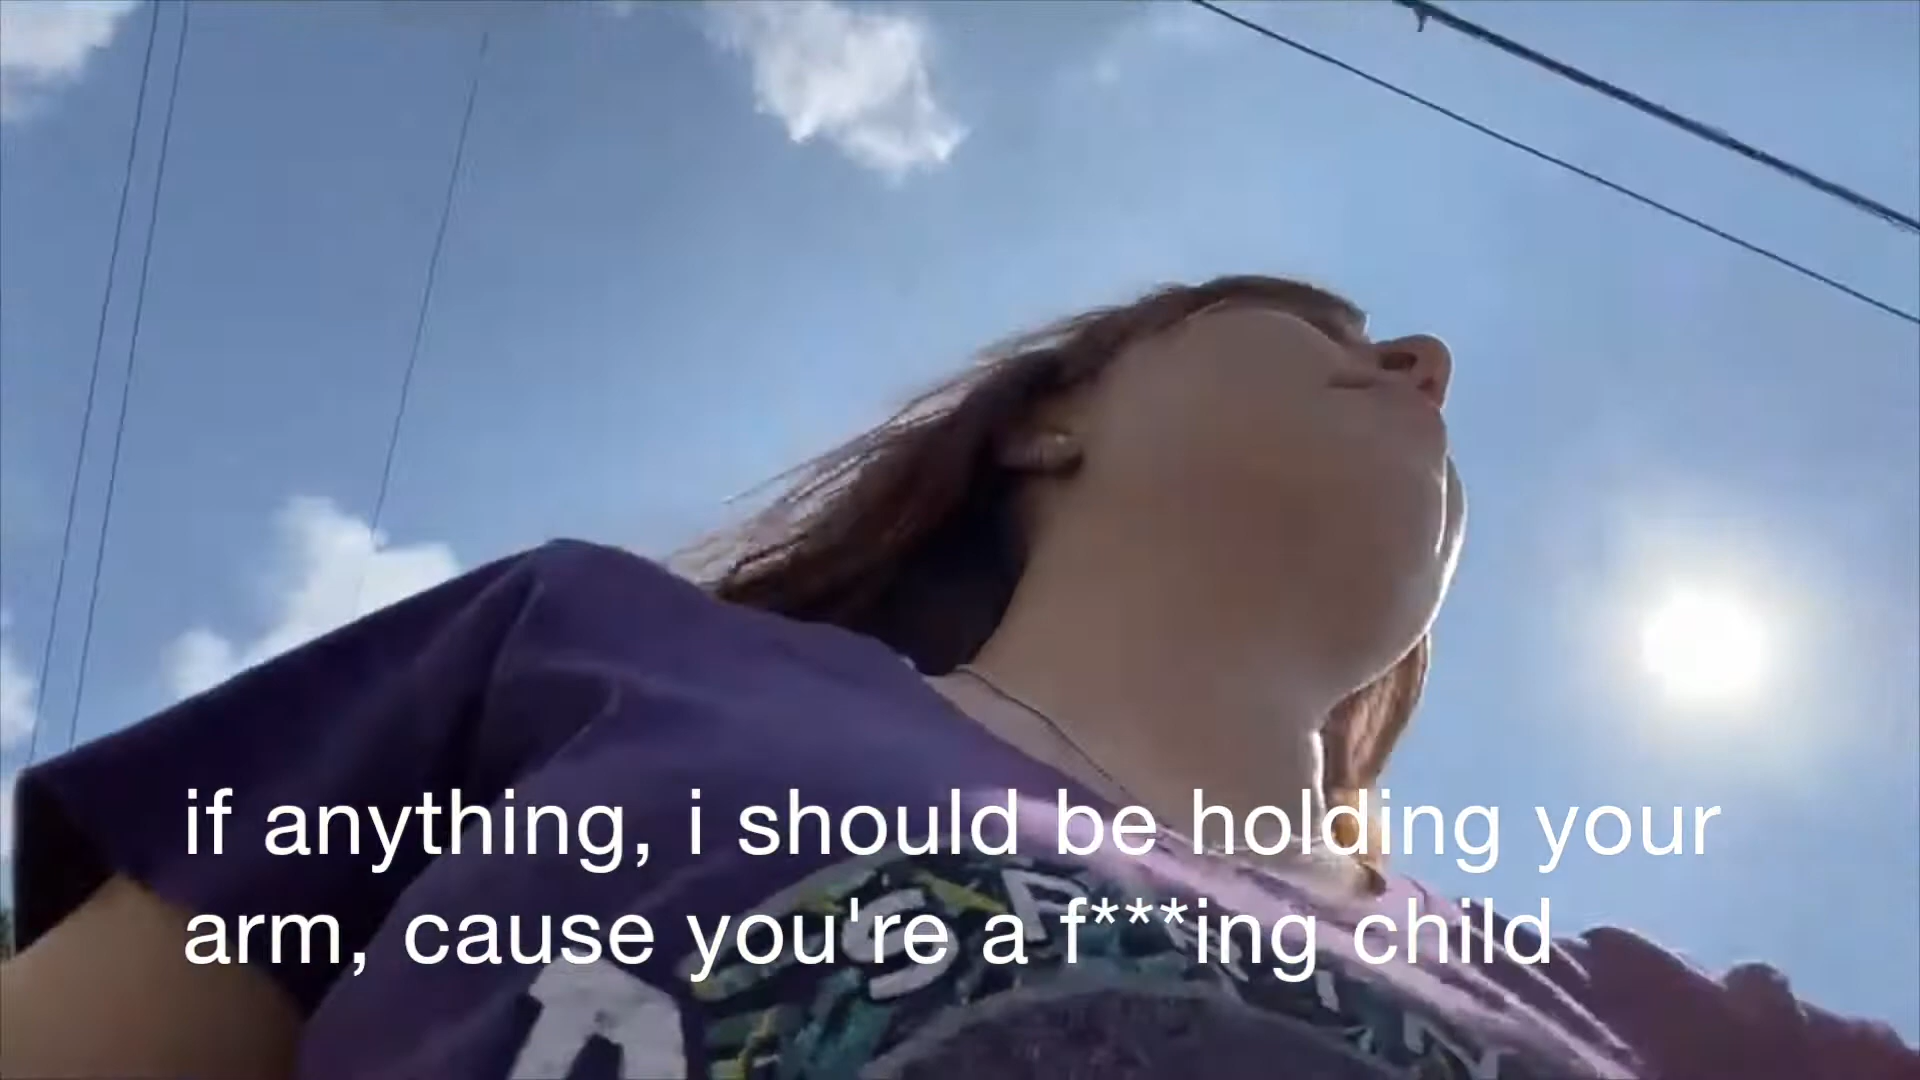 if anything, i should be holding your
arm, cause you're a f***ing child